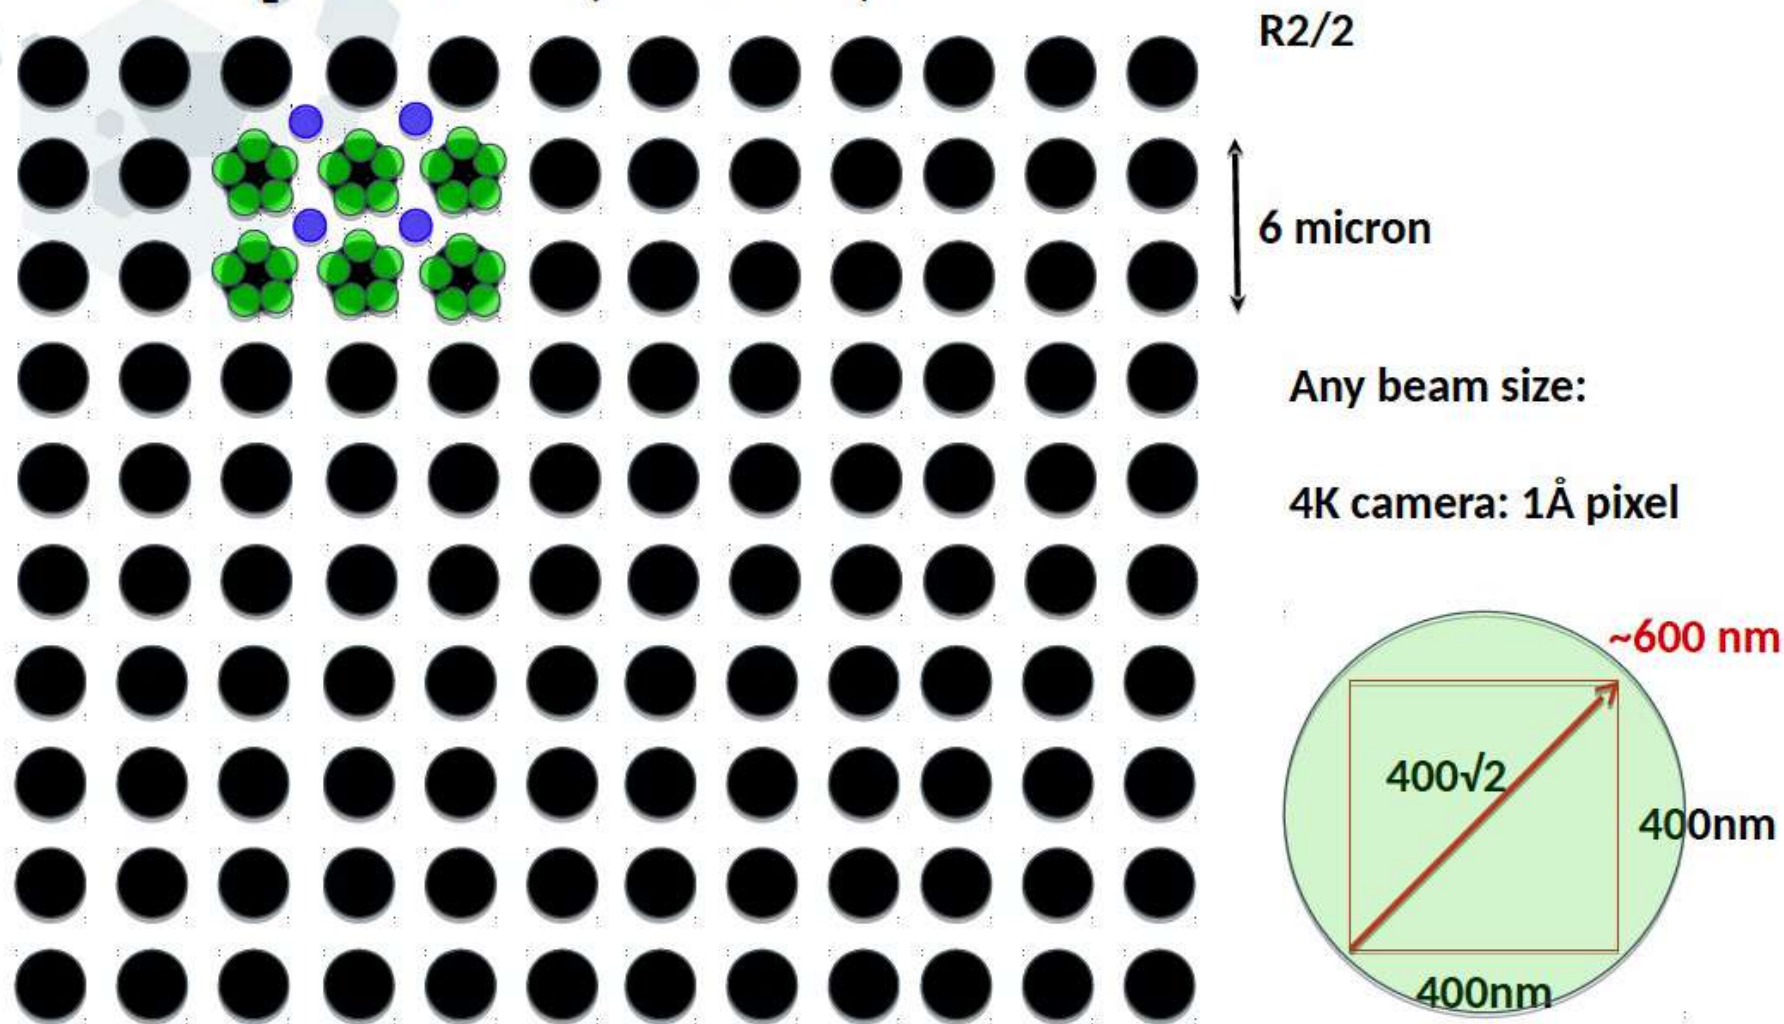 R2/2
6 micron
Any beam size:
4K camera: 1Å pixel
~600 nm
400√2
400nm
400nm